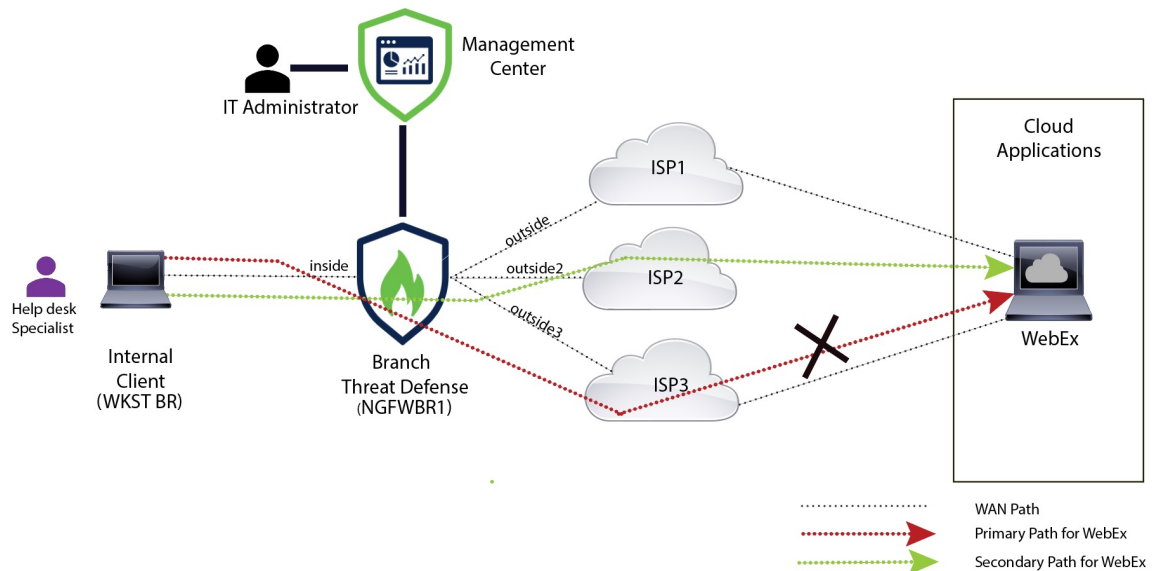 Management
Center
IT Administrator
Cloud
Applications
ISP1
outside
inside
outside2
ISP2
outside3
Help desk
Specialist
WebEx
Internal
Client
(WKST BR)
Branch
Threat Defense
(NGFWBR1)
ISP3
WAN Path
Primary Path for WebEx
Secondary Path for WebEx